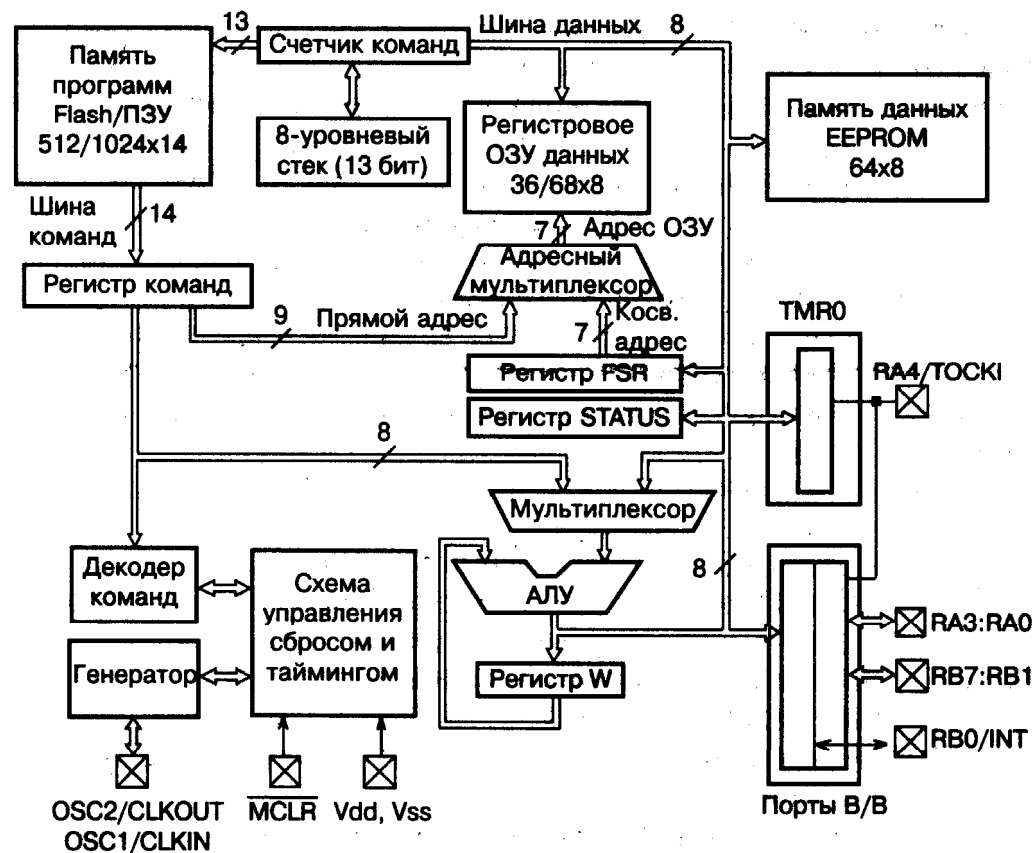 13
Счетчик команд
Шина данных
8
Память
программ
Flash/ПЗУ
512/1024x14
8-уровневый
стек (13 бит)
Регистровое
ОЗУ данных
36/68x8
Память данных
EEPROM
64x8
Шина
команд
14
7
Адрес ОЗУ
Адресный
мультиплексор
Регистр команд
9
Прямой адрес
7
Косв.
адрес
TMR0
Регистр FSR
RA4/TOCKI
Регистр STATUS
8
Мультиплексор
8
Декодер
команд
Схема
управления
сбросом и
таймингом
АЛУ
RA3:RA0
Генератор
Регистр W
RB7:RB1
RB0/INT
OSC2/CLKOUT
OSC1/CLKIN
MCLR
Vdd, Vss
Порты В/В